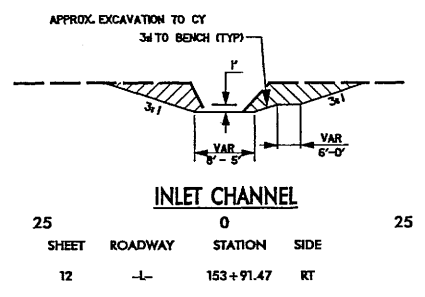 APPROX. EXCAVATION 70 CY
3:1 TO BENCH (TYP)
1'
3:1
3:1
VAR
8'-5'
VAR
6'-0'
INLET CHANNEL
25 0 25
SHEET ROADWAY STATION SIDE
12 -L- 153+91.47 RT